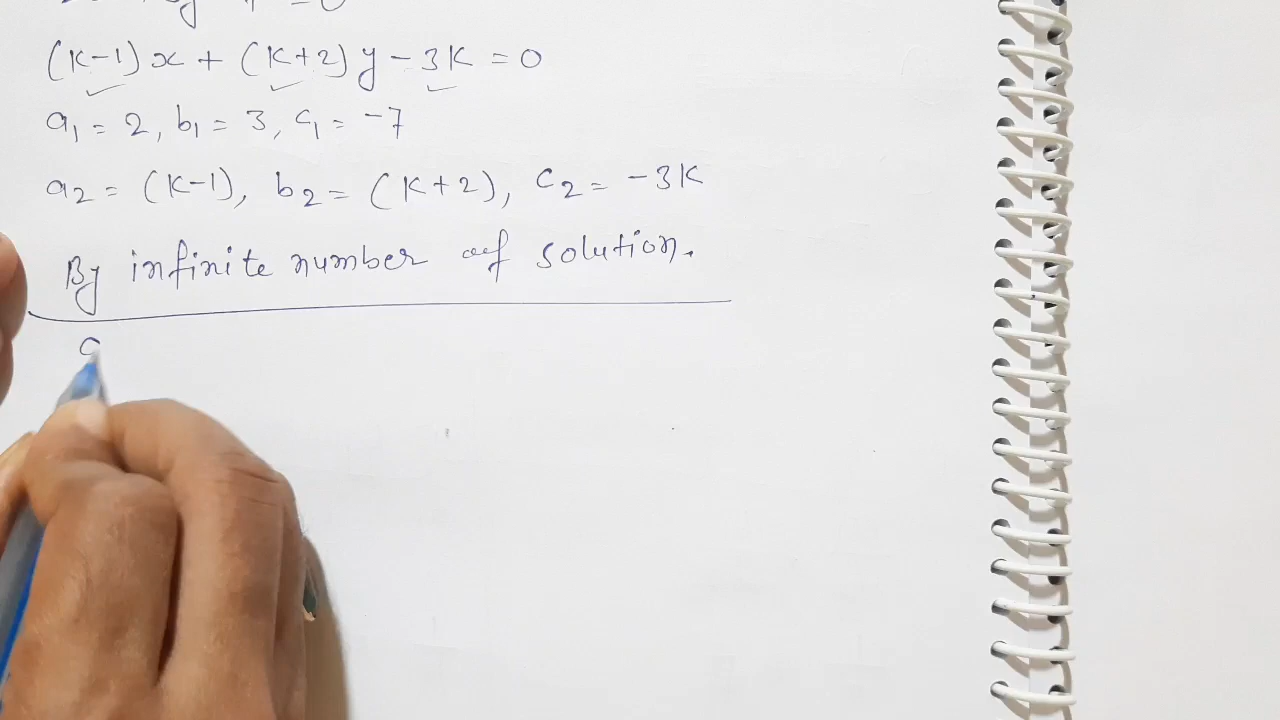 (K-1)x + (K+2)y - 3K = 0
a1 = 2, b1 = 3, c1 = -7
a2 = (K-1), b2 = (K+2), c2 = -3K
By infinite number of solution.